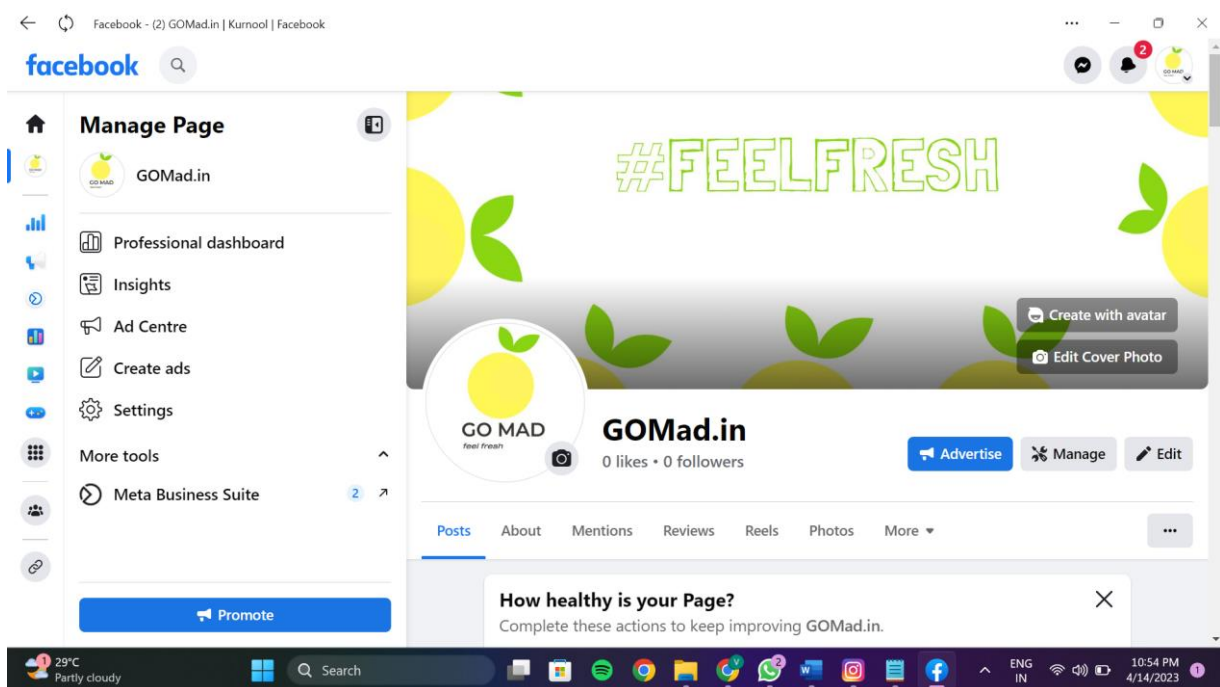 Facebook - (2) GOMad.in | Kurnool | Facebook
facebook
2
Manage Page
GOMad.in
Professional dashboard
Insights
Ad Centre
Create ads
Settings
More tools
Meta Business Suite 2
Promote
#FEELFRESH
Create with avatar
Edit Cover Photo
GO MAD
feel fresh
GOMad.in
0 likes • 0 followers
Advertise Manage Edit
Posts About Mentions Reviews Reels Photos More
How healthy is your Page?
Complete these actions to keep improving GOMad.in.
1
29°C
Partly cloudy
Search
2
ENG
IN
10:54 PM
4/14/2023
1